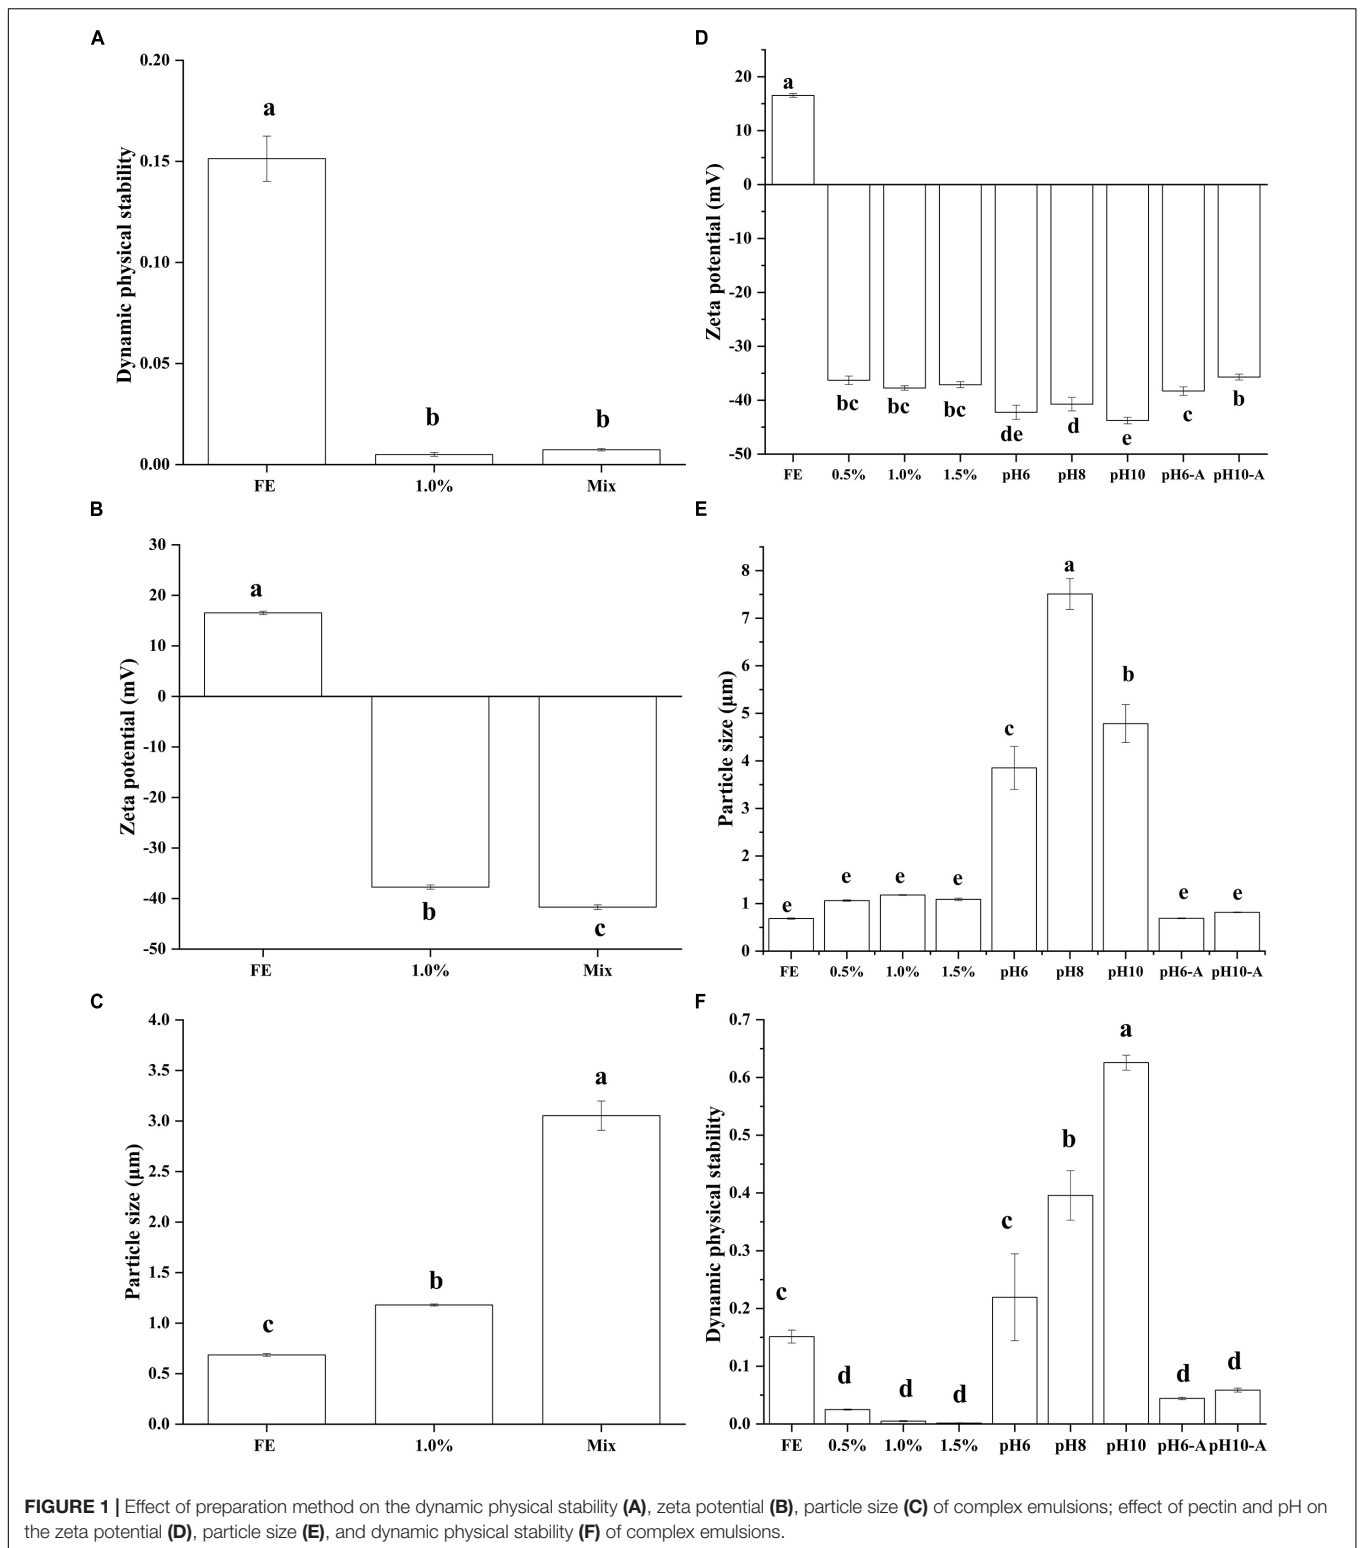 A
Dynamic physical stability
0.20
0.15
0.10
0.05
0.00
a
b
b
FE 1.0% Mix
B
Zeta potential (mV)
30
20
10
0
-10
-20
-30
-40
-50
a
b
c
FE 1.0% Mix
C
Particle size (μm)
4.0
3.5
3.0
2.5
2.0
1.5
1.0
0.5
0.0
c
b
a
FE 1.0% Mix
D
Zeta potential (mV)
20
10
0
-10
-20
-30
-40
-50
a
bc bc bc de d e c b
FE 0.5% 1.0% 1.5% pH6 pH8 pH10 pH6-A pH10-A
E
Particle size (μm)
8
7
6
5
4
3
2
1
0
e e e e c a b e e
FE 0.5% 1.0% 1.5% pH6 pH8 pH10 pH6-A pH10-A
F
Dynamic physical stability
0.7
0.6
0.5
0.4
0.3
0.2
0.1
0.0
c d d d c b a d d
FE 0.5% 1.0% 1.5% pH6 pH8 pH10 pH6-A pH10-A
FIGURE 1 | Effect of preparation method on the dynamic physical stability (A), zeta potential (B), particle size (C) of complex emulsions; effect of pectin and pH on
the zeta potential (D), particle size (E), and dynamic physical stability (F) of complex emulsions.